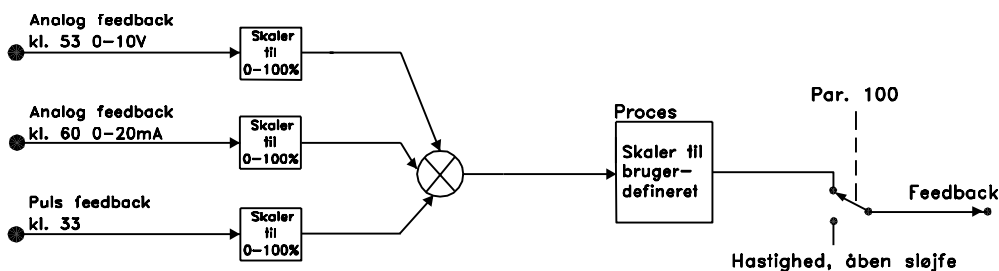 Analog feedback
kl. 53 0–10V
Skaler
til
0–100%
Analog feedback
kl. 60 0–20mA
Skaler
til
0–100%
Puls feedback
kl. 33
Skaler
til
0–100%
Proces
Skaler til
bruger–
defineret
Par. 100
Feedback
Hastighed, åben sløjfe